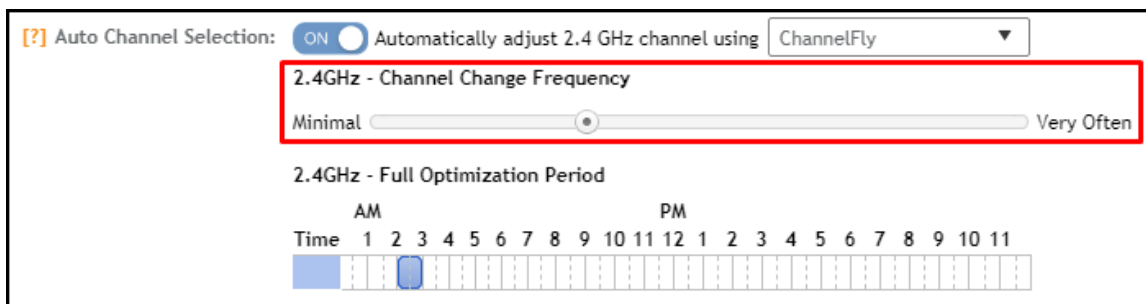 [?] Auto Channel Selection: ON Automatically adjust 2.4 GHz channel using ChannelFly
2.4GHz - Channel Change Frequency
Minimal Very Often
2.4GHz - Full Optimization Period
AM PM
Time 1 2 3 4 5 6 7 8 9 10 11 12 1 2 3 4 5 6 7 8 9 10 11